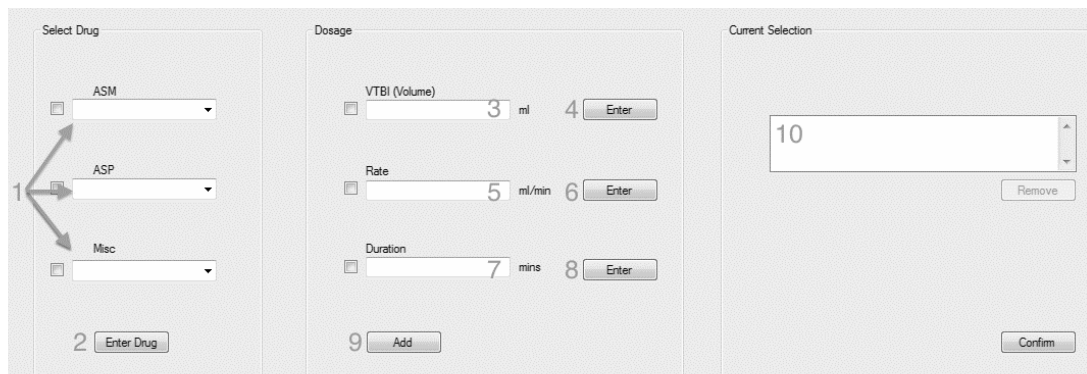 Select Drug
ASM
ASP
1
Misc
2 Enter Drug
Dosage
VTBI (Volume)
3 ml 4 Enter
Rate
5 ml/min 6 Enter
Duration
7 mins 8 Enter
9 Add
Current Selection
10
Remove
Confirm